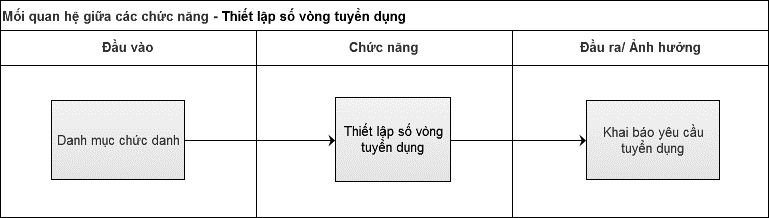 Mối quan hệ giữa các chức năng - Thiết lập số vòng tuyển dụng
Đầu vào
Chức năng
Đầu ra/ Ảnh hưởng
Danh mục chức danh
Thiết lập số vòng
tuyển dụng
Khai báo yêu cầu
tuyển dụng